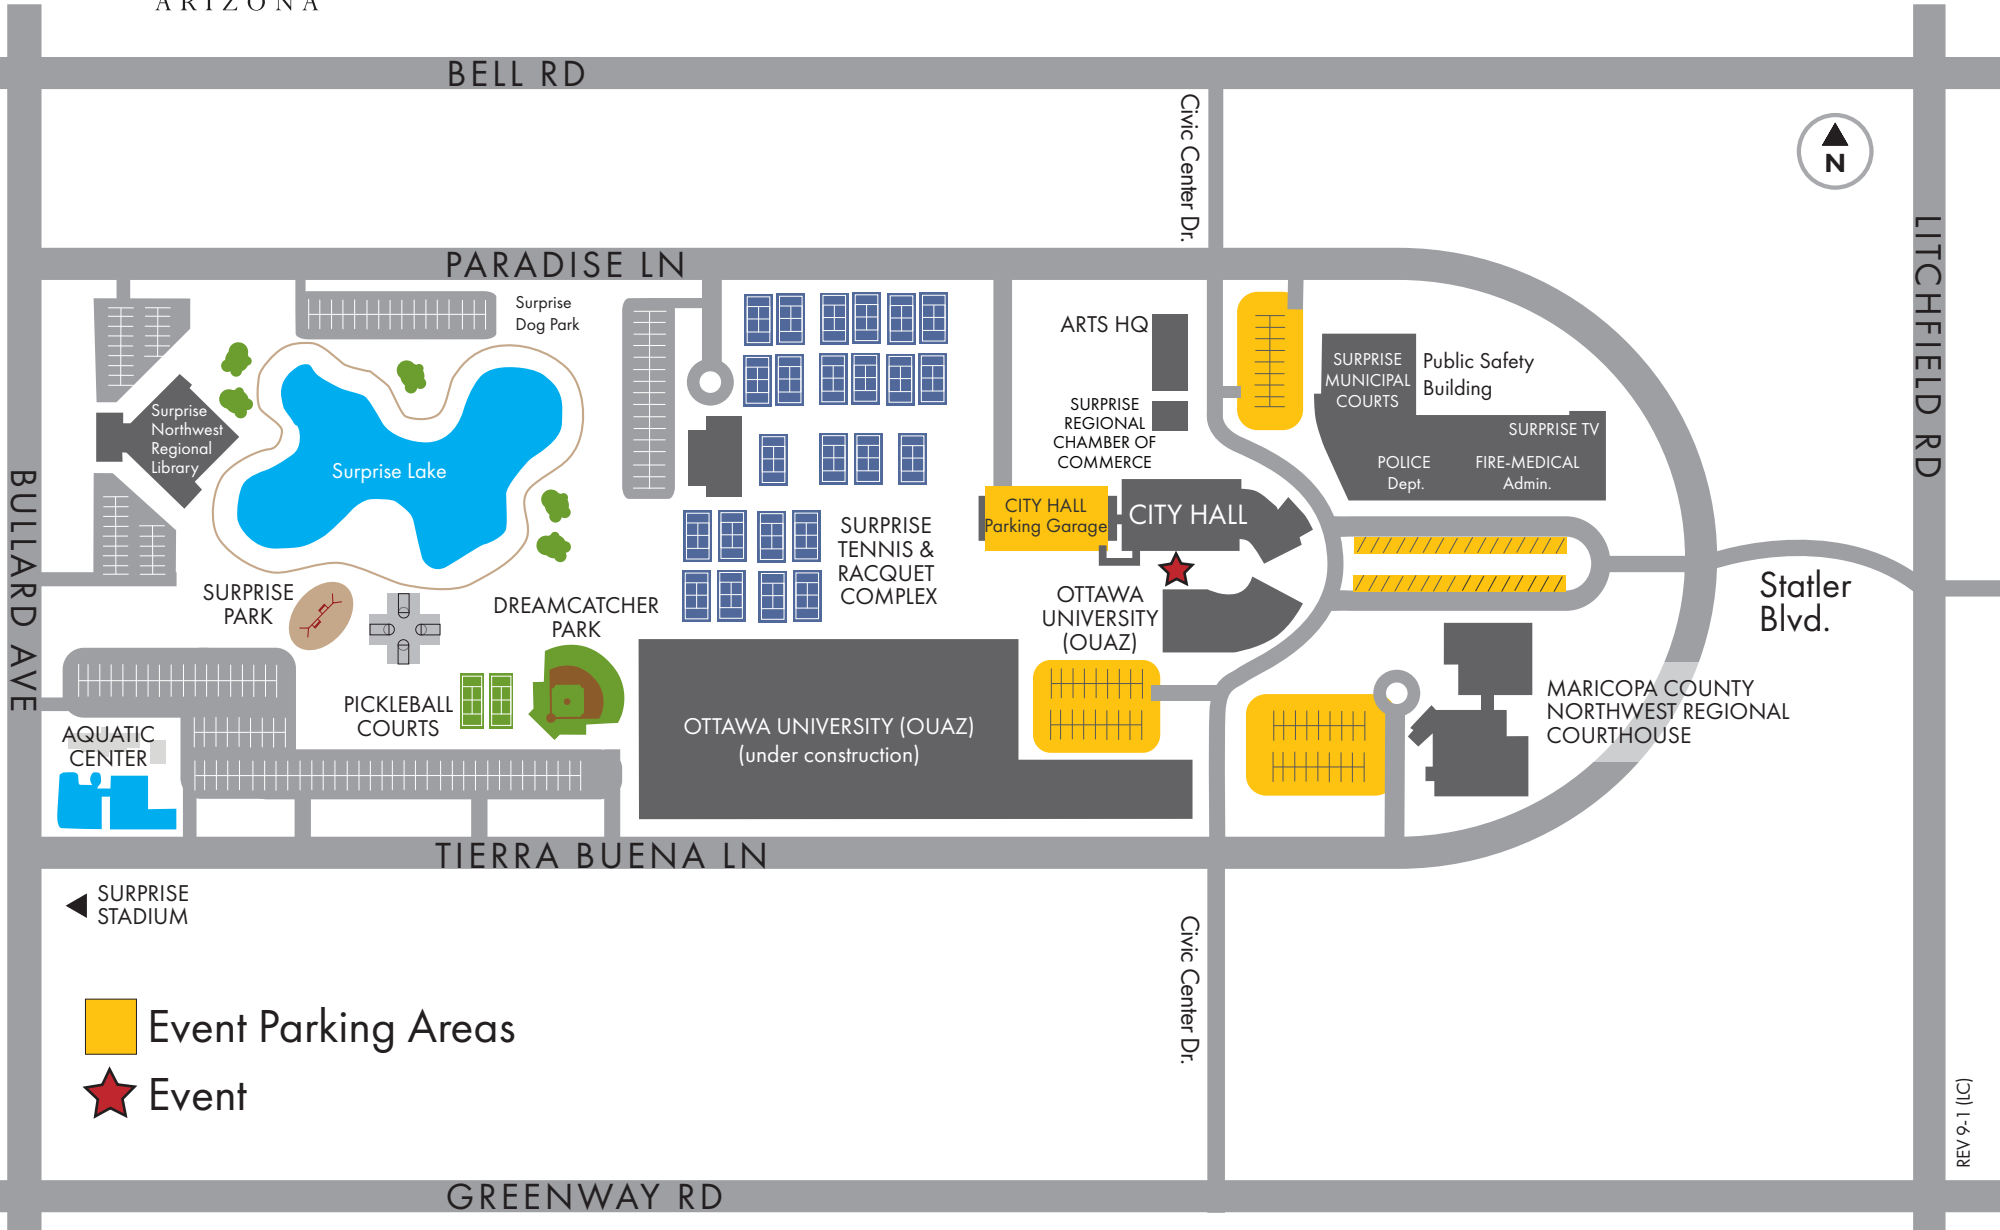 ARIZONA
BELL RD
Civic Center Dr.
N
LITCHFIELD RD
PARADISE LN
Surprise
Dog Park
ARTS HQ
SURPRISE
MUNICIPAL
COURTS
Public Safety
Building
SURPRISE
REGIONAL
CHAMBER OF
COMMERCE
SURPRISE TV
POLICE
Dept.
FIRE-MEDICAL
Admin.
Surprise
Northwest
Regional
Library
Surprise Lake
BULLARD AVE
CITY HALL
Parking Garage
CITY HALL
SURPRISE
TENNIS &
RACQUET
COMPLEX
SURPRISE
PARK
DREAMCATCHER
PARK
OTTAWA
UNIVERSITY
(OUAZ)
Statler
Blvd.
PICKLEBALL
COURTS
OTTAWA UNIVERSITY (OUAZ)
(under construction)
MARICOPA COUNTY
NORTHWEST REGIONAL
COURTHOUSE
AQUATIC
CENTER
TIERRA BUENA LN
SURPRISE
STADIUM
Civic Center Dr.
Event Parking Areas
Event
REV 9-1 (LC)
GREENWAY RD